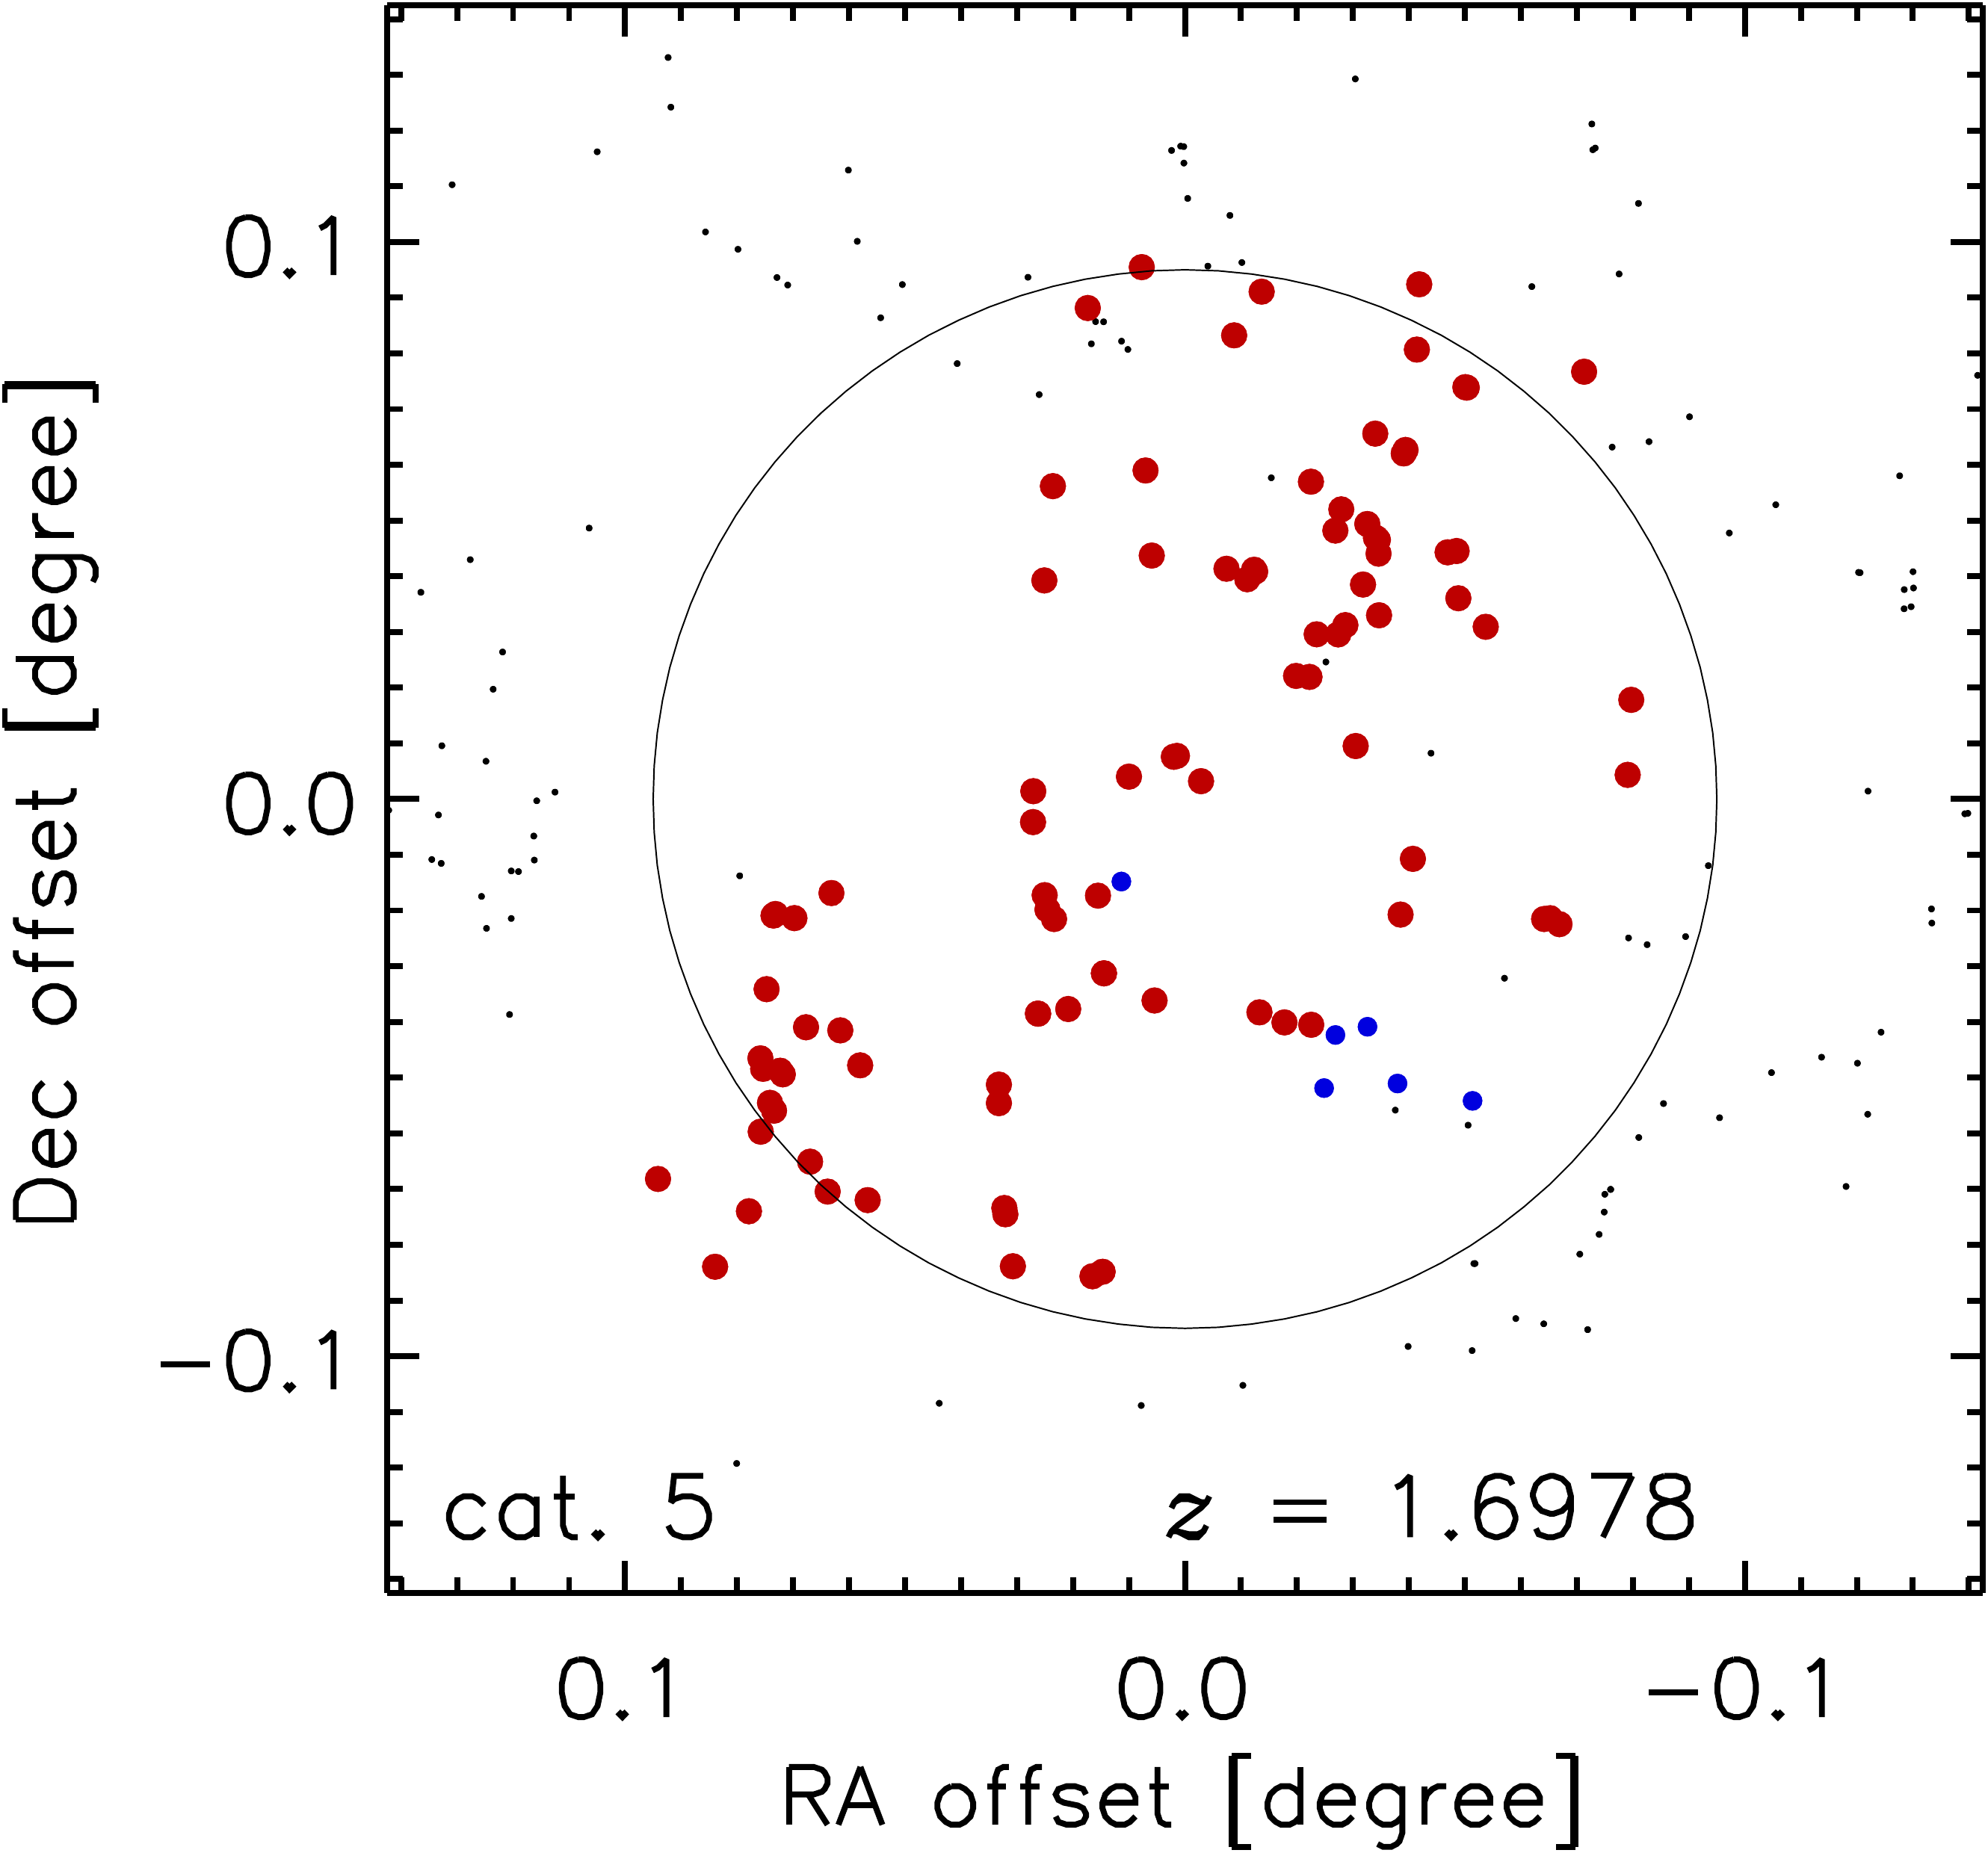 Dec offset [degree]
0.1
0.0
−0.1
cat. 5
z = 1.6978
0.1
0.0
−0.1
RA offset [degree]